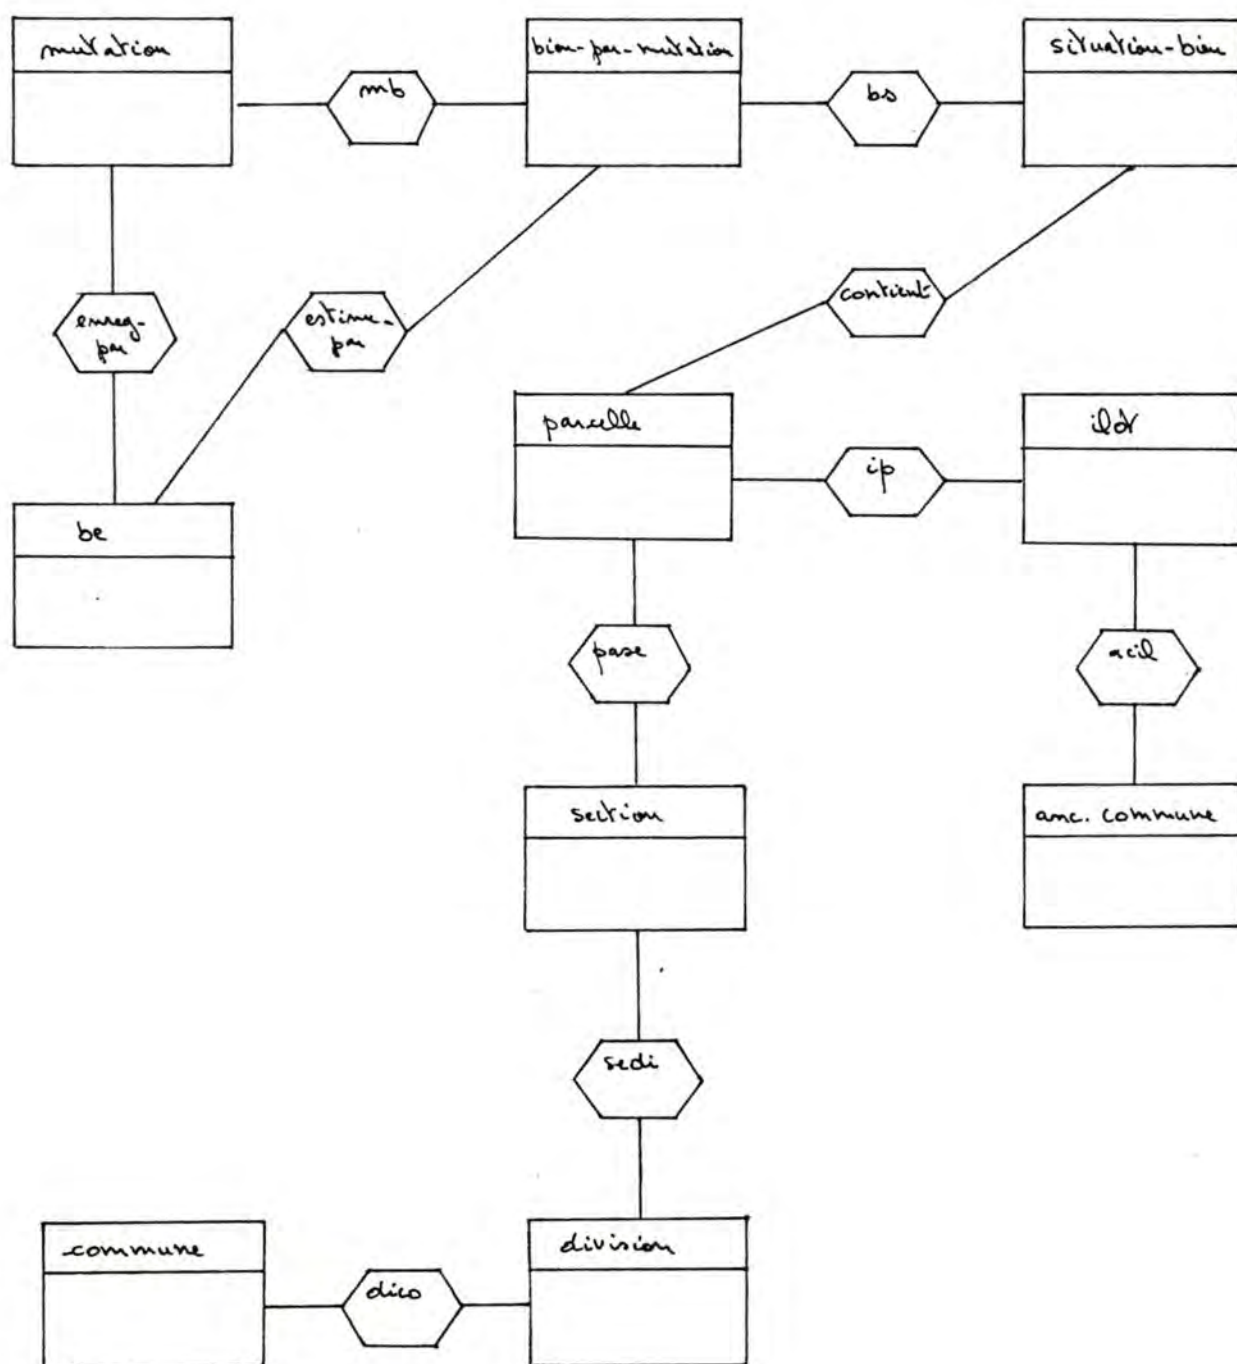 mutation
bien-par-mutation
situation-bien
mb
bs
contient
enreg-
par
estime-
par
parcelle
ip
be
pase
acil
section
anc. commune
sedi
commune
division
dico